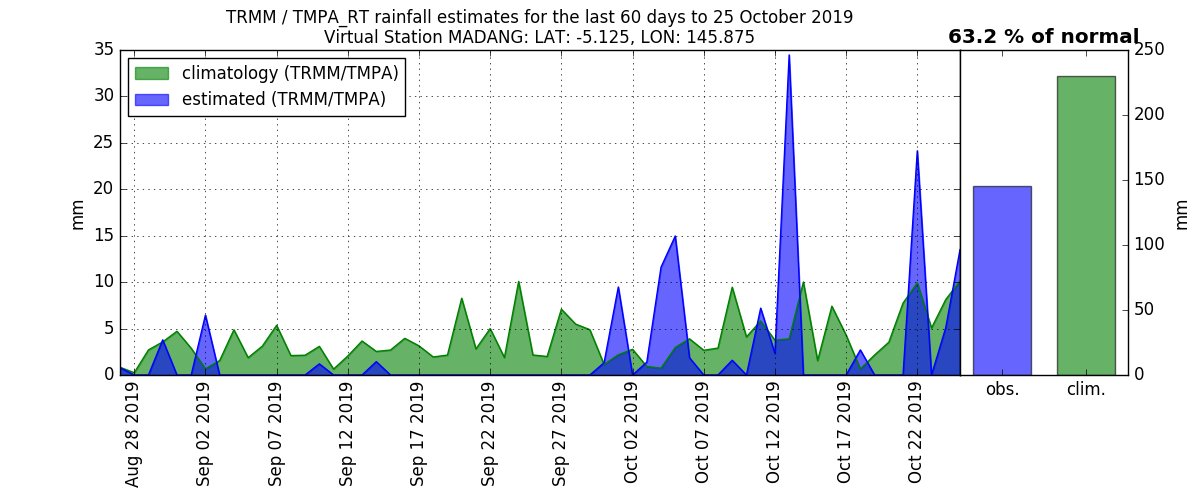 TRMM / TMPA_RT rainfall estimates for the last 60 days to 25 October 2019
Virtual Station MADANG: LAT: -5.125, LON: 145.875
63.2 % of normal
climatology (TRMM/TMPA)
estimated (TRMM/TMPA)
mm
35
30
25
20
15
10
5
0
Aug 28 2019
Sep 02 2019
Sep 07 2019
Sep 12 2019
Sep 17 2019
Sep 22 2019
Sep 27 2019
Oct 02 2019
Oct 07 2019
Oct 12 2019
Oct 17 2019
Oct 22 2019
obs.
clim.
250
200
150
100
50
0
mm